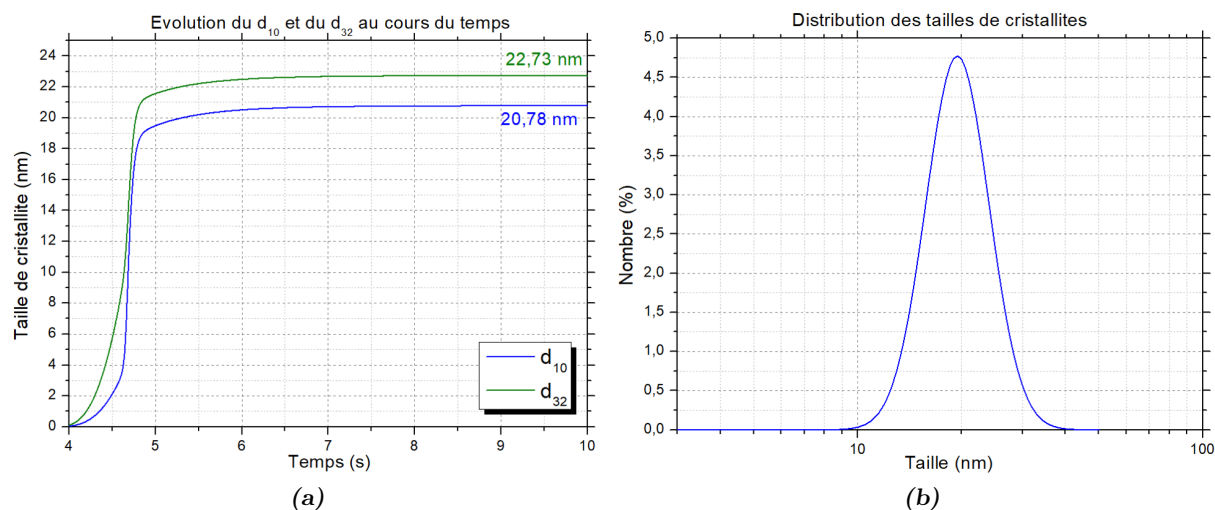 Evolution du d10 et du d32 au cours du temps
Taille de cristallite (nm)
24
22
20
18
16
14
12
10
8
6
4
2
0
22,73 nm
20,78 nm
d10
d32
4 5 6 7 8 9 10
Temps (s)
(a)
Distribution des tailles de cristallites
Nombre (%)
5,0
4,5
4,0
3,5
3,0
2,5
2,0
1,5
1,0
0,5
0,0
10 100
Taille (nm)
(b)